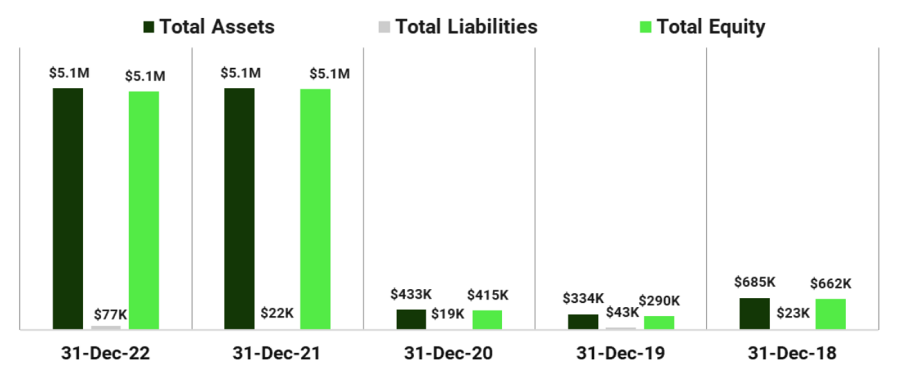 Total Assets Total Liabilities Total Equity
$5.1M $5.1M $5.1M $5.1M
$77K $22K
$433K $19K $415K
$334K $43K $290K
$685K $23K $662K
31-Dec-22 31-Dec-21 31-Dec-20 31-Dec-19 31-Dec-18